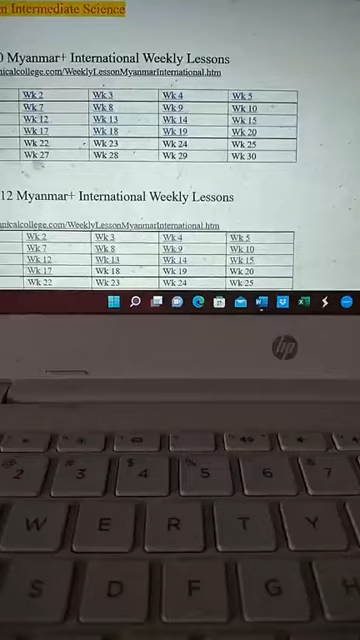 n Intermediate Science
0 Myanmar+ International Weekly Lessons
nicalcollege.com/WeeklyLessonMyanmarInternational.htm
Wk 2 Wk 3 Wk 4 Wk 5
Wk 7 Wk 8 Wk 9 Wk 10
Wk 12 Wk 13 Wk 14 Wk 15
Wk 17 Wk 18 Wk 19 Wk 20
Wk 22 Wk 23 Wk 24 Wk 25
Wk 27 Wk 28 Wk 29 Wk 30
12 Myanmar+ International Weekly Lessons
nicalcollege.com/WeeklyLessonMyanmarInternational.htm
Wk 2 Wk 3 Wk 4 Wk 5
Wk 7 Wk 8 Wk 9 Wk 10
Wk 12 Wk 13 Wk 14 Wk 15
Wk 17 Wk 18 Wk 19 Wk 20
Wk 22 Wk 23 Wk 24 Wk 25
hp
2 3 $ 4 % 5 6 7
W E R T Y
S D F G H